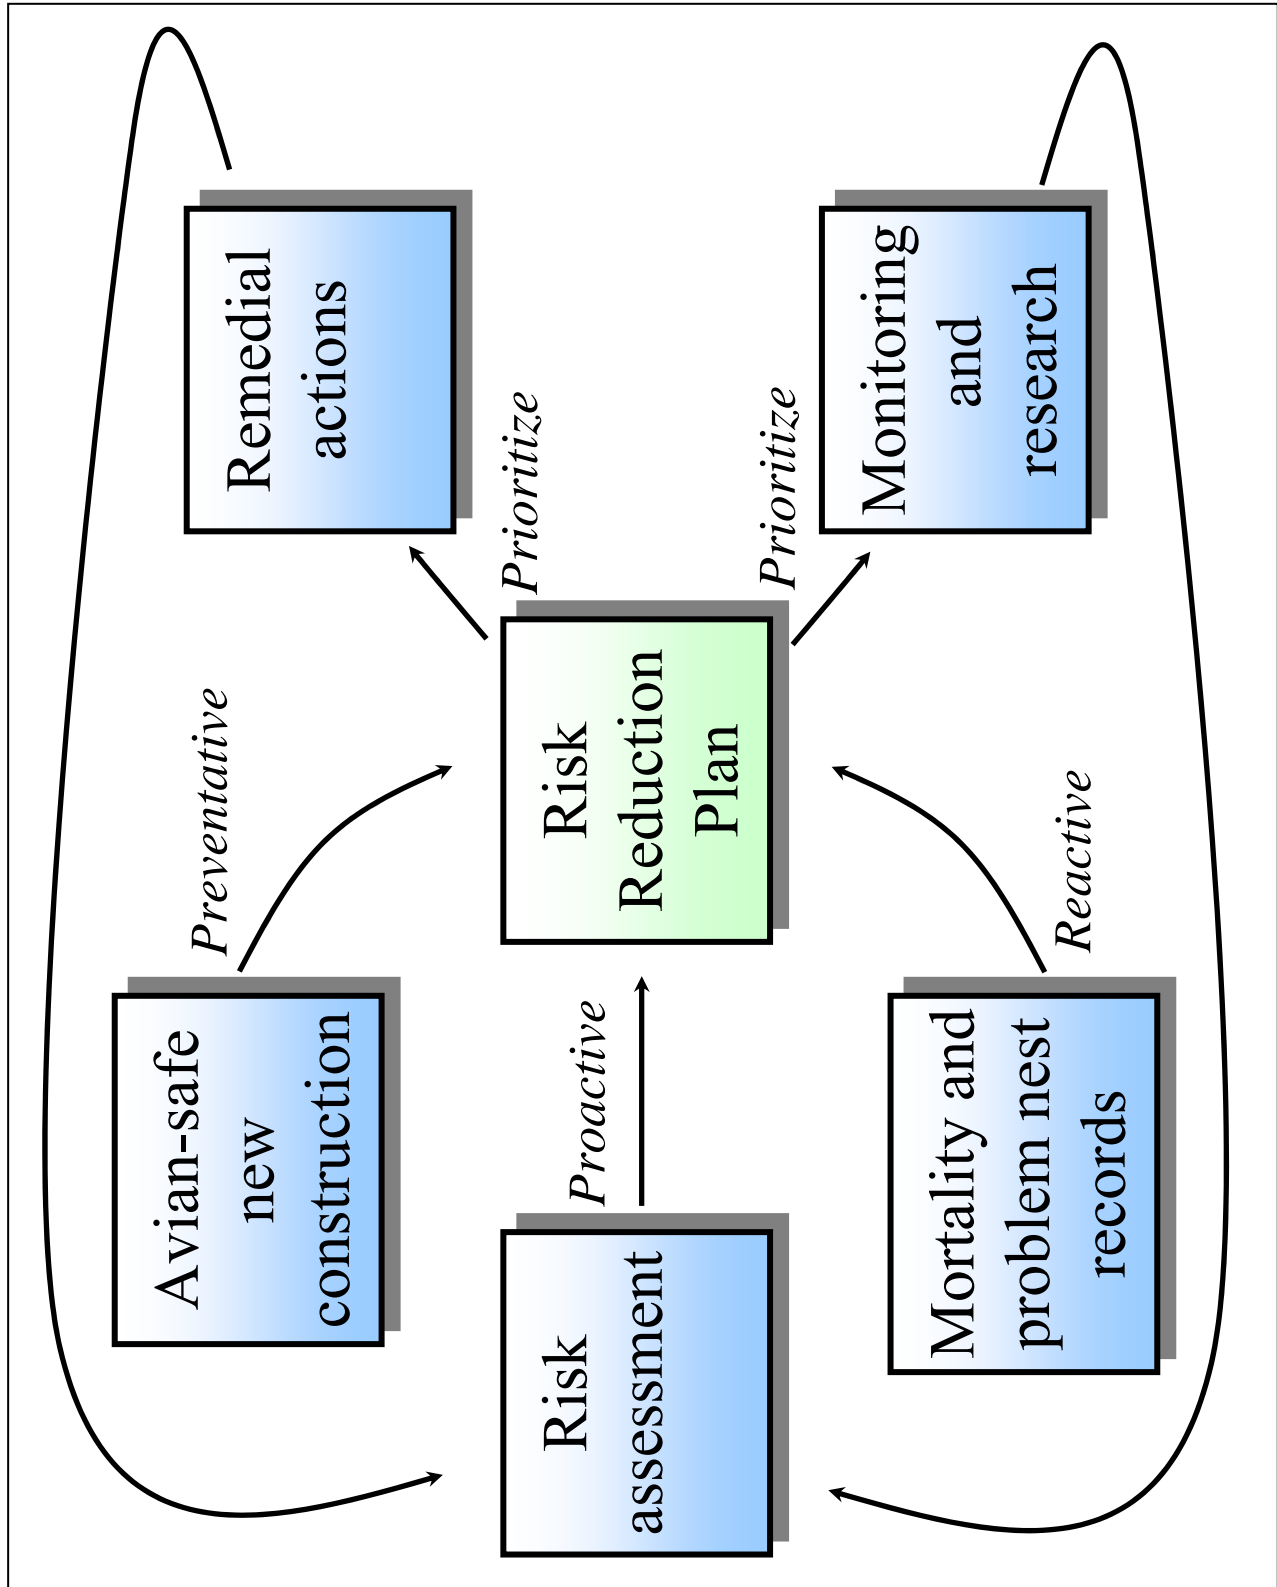 Avian-safe
new
construction
Preventative
Remedial
actions
Prioritize
Risk
assessment
Proactive
Risk
Reduction
Plan
Prioritize
Mortality and
problem nest
records
Reactive
Monitoring
and
research